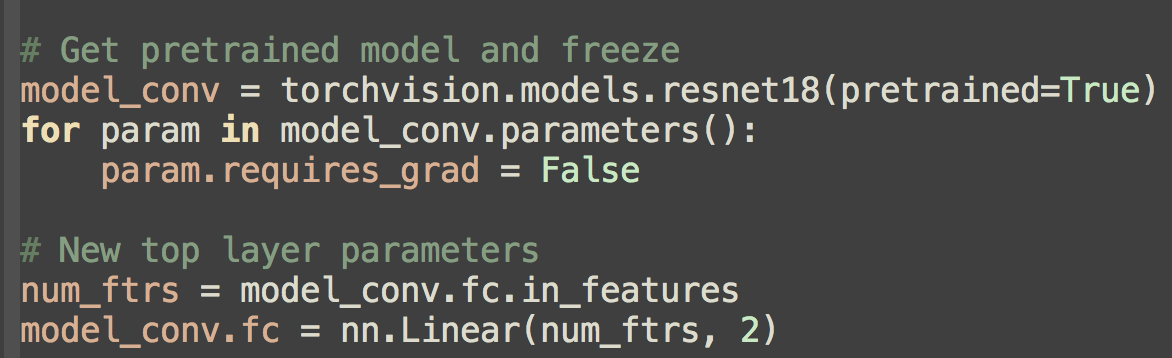 # Get pretrained model and freeze
model_conv = torchvision.models.resnet18(pretrained=True)
for param in model_conv.parameters():
    param.requires_grad = False
# New top layer parameters
num_ftrs = model_conv.fc.in_features
model_conv.fc = nn.Linear(num_ftrs, 2)